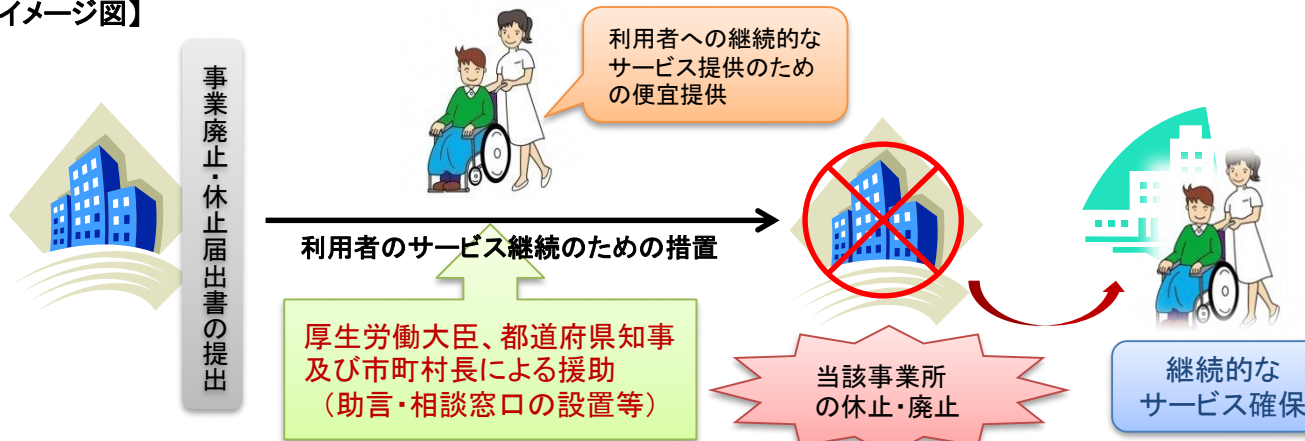 イメージ図】
事業廃止・休止届出書の提出
利用者への継続的な
サービス提供のため
の便宜提供
利用者のサービス継続のための措置
厚生労働大臣、都道府県知事
及び市町村長による援助
（助言・相談窓口の設置等）
当該事業所
の休止・廃止
継続的な
サービス確保